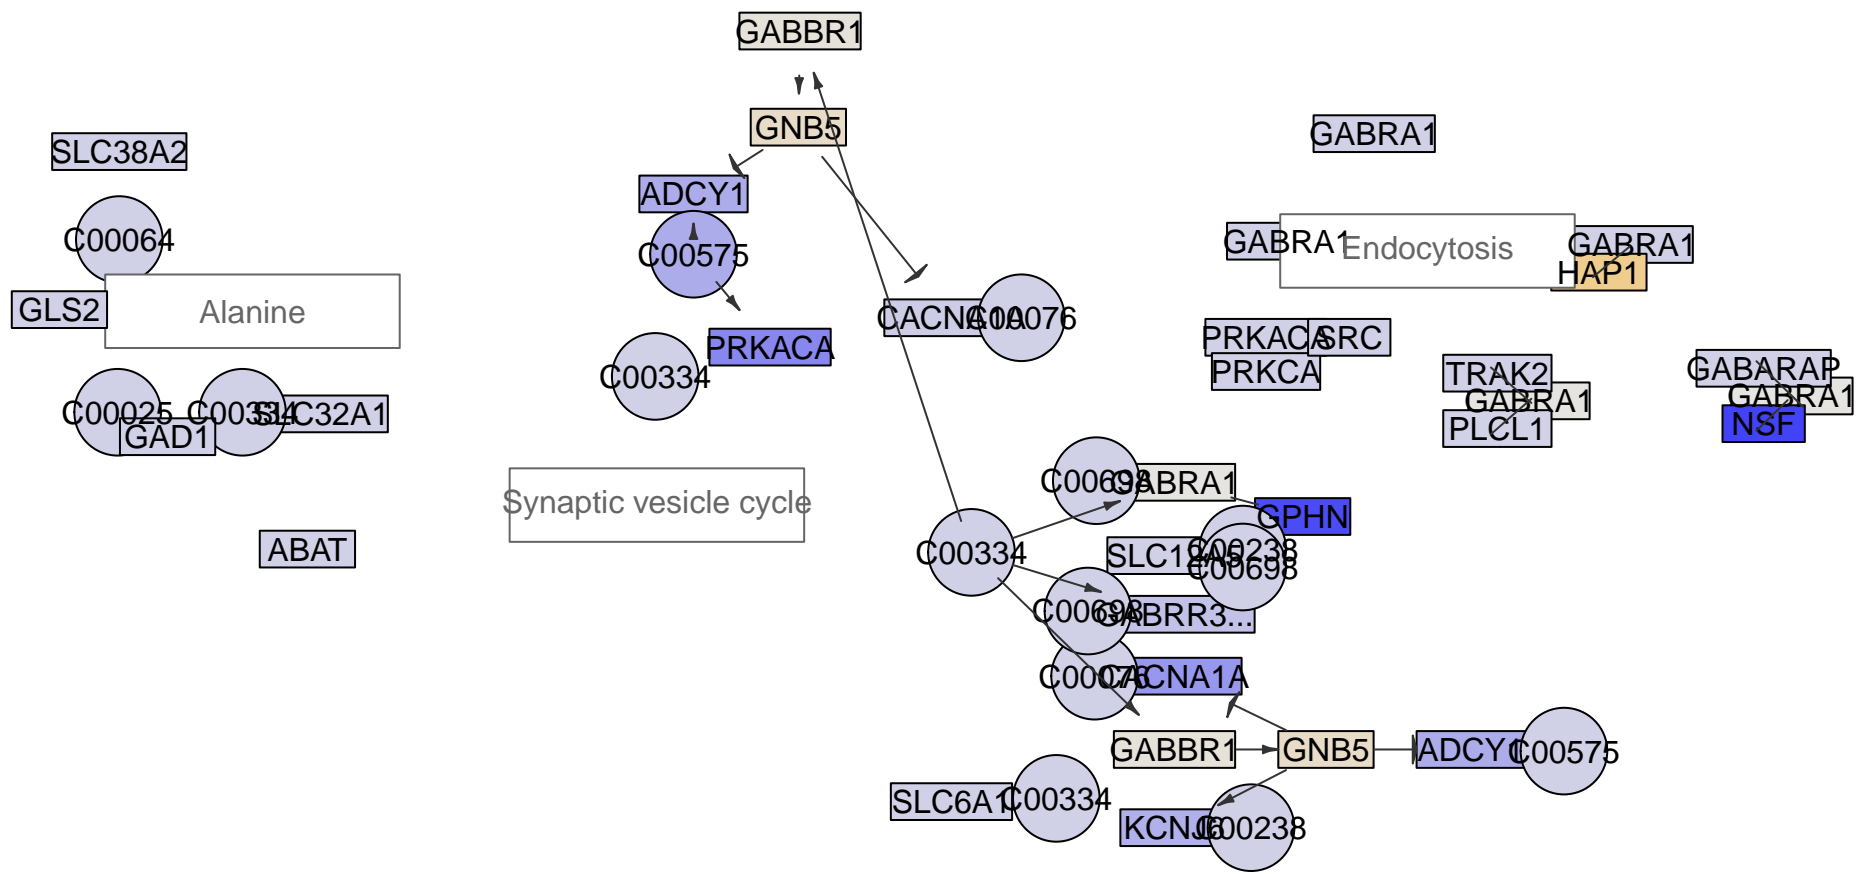 GABBR1
GNB5
GABRA1
SLC38A2
ADCY1
C00064
C00575
GABRA1
Endocytosis
GABRA1
HAP1
GLS2
Alanine
CACNA1A
C00076
PRKACA
PRKACA
SRC
C00334
PRKCA
TRAK2
GABARAP
GABRA1
GABRA1
C00025
C00334
SLC32A1
GAD1
PLCL1
NSF
C00698
GABRA1
Synaptic vesicle cycle
GPHN
ABAT
C00334
SLC12A5
C00238
C00698
C00698
GABRR3...
C00076
CACNA1A
GABBR1
GNB5
ADCY1
C00575
SLC6A1
C00334
KCNJ6
C00238